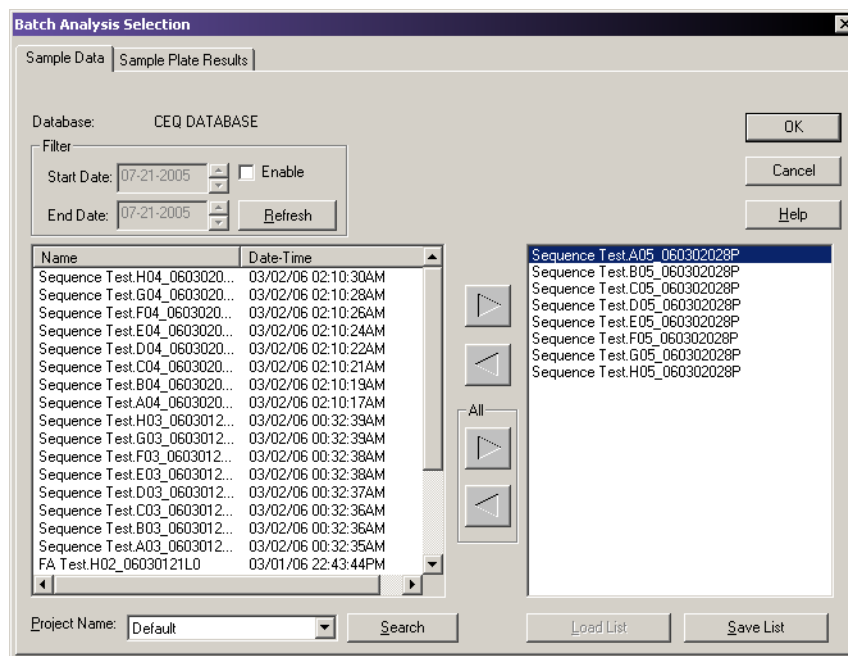 Batch Analysis Selection
Sample Data
Sample Plate Results
Database: CEQ DATABASE
Filter
Start Date: 07-21-2005
Enable
End Date: 07-21-2005
Refresh
OK
Cancel
Help
Name Date-Time
Sequence Test.H04_0603020... 03/02/06 02:10:30AM
Sequence Test.G04_0603020... 03/02/06 02:10:28AM
Sequence Test.F04_0603020... 03/02/06 02:10:26AM
Sequence Test.E04_0603020... 03/02/06 02:10:24AM
Sequence Test.D04_0603020... 03/02/06 02:10:22AM
Sequence Test.C04_0603020... 03/02/06 02:10:21AM
Sequence Test.B04_0603020... 03/02/06 02:10:19AM
Sequence Test.A04_0603020... 03/02/06 02:10:17AM
Sequence Test.H03_0603012... 03/02/06 00:32:39AM
Sequence Test.G03_0603012... 03/02/06 00:32:39AM
Sequence Test.F03_0603012... 03/02/06 00:32:38AM
Sequence Test.E03_0603012... 03/02/06 00:32:38AM
Sequence Test.D03_0603012... 03/02/06 00:32:37AM
Sequence Test.C03_0603012... 03/02/06 00:32:36AM
Sequence Test.B03_0603012... 03/02/06 00:32:36AM
Sequence Test.A03_0603012... 03/02/06 00:32:35AM
FA Test.H02_06030121L0 03/01/06 22:43:44PM
All
Sequence Test.A05_060302028P
Sequence Test.B05_060302028P
Sequence Test.C05_060302028P
Sequence Test.D05_060302028P
Sequence Test.E05_060302028P
Sequence Test.F05_060302028P
Sequence Test.G05_060302028P
Sequence Test.H05_060302028P
Project Name: Default
Search
Load List
Save List